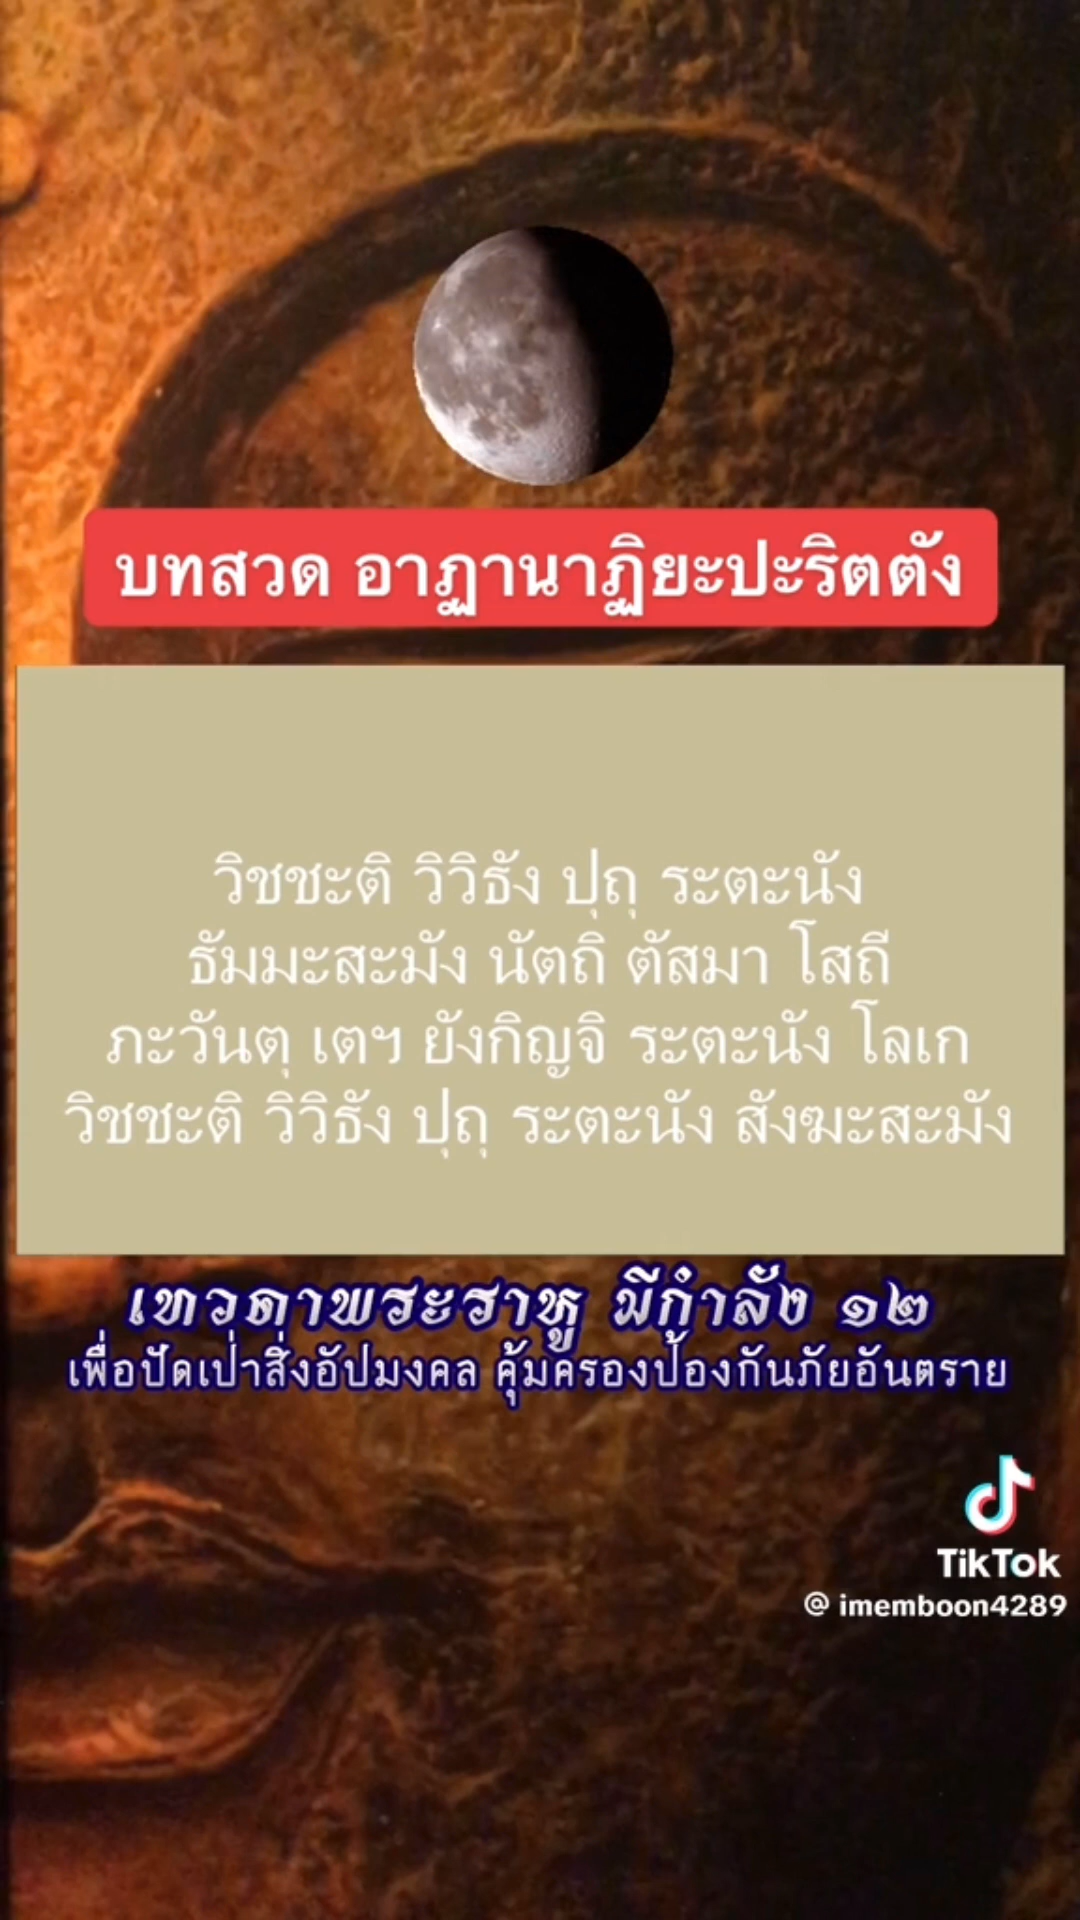 บทสวด อาฏานาฏิยะปะริตตัง
วิชชะติ วิวิธัง ปุถุ ระตะนัง
ธัมมะสะมัง นัตถิ ตัสมา โสถี
ภะวันตุ เตฯ ยังกิญจิ ระตะนัง โลเก
วิชชะติ วิวิธัง ปุถุ ระตะนัง สังฆะสะมัง
เทวดาพระราหู มีกำลัง ๑๒
เพื่อปัดเป่าสิ่งอัปมงคล คุ้มครองป้องกันภัยอันตราย
TikTok
@ imemboon4289